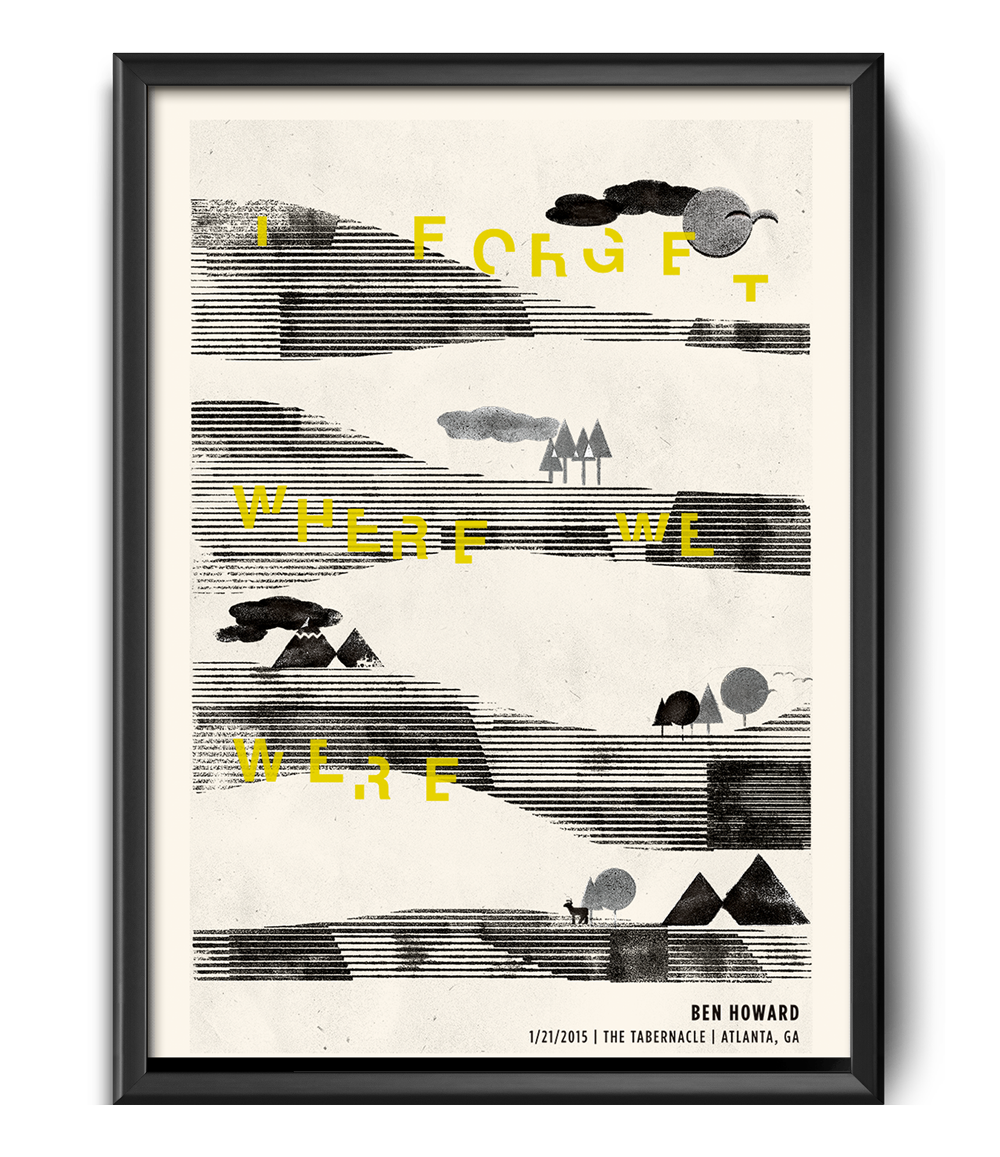 I FORGET
WHERE WE
WERE
BEN HOWARD
1/21/2015 | THE TABERNACLE | ATLANTA, GA